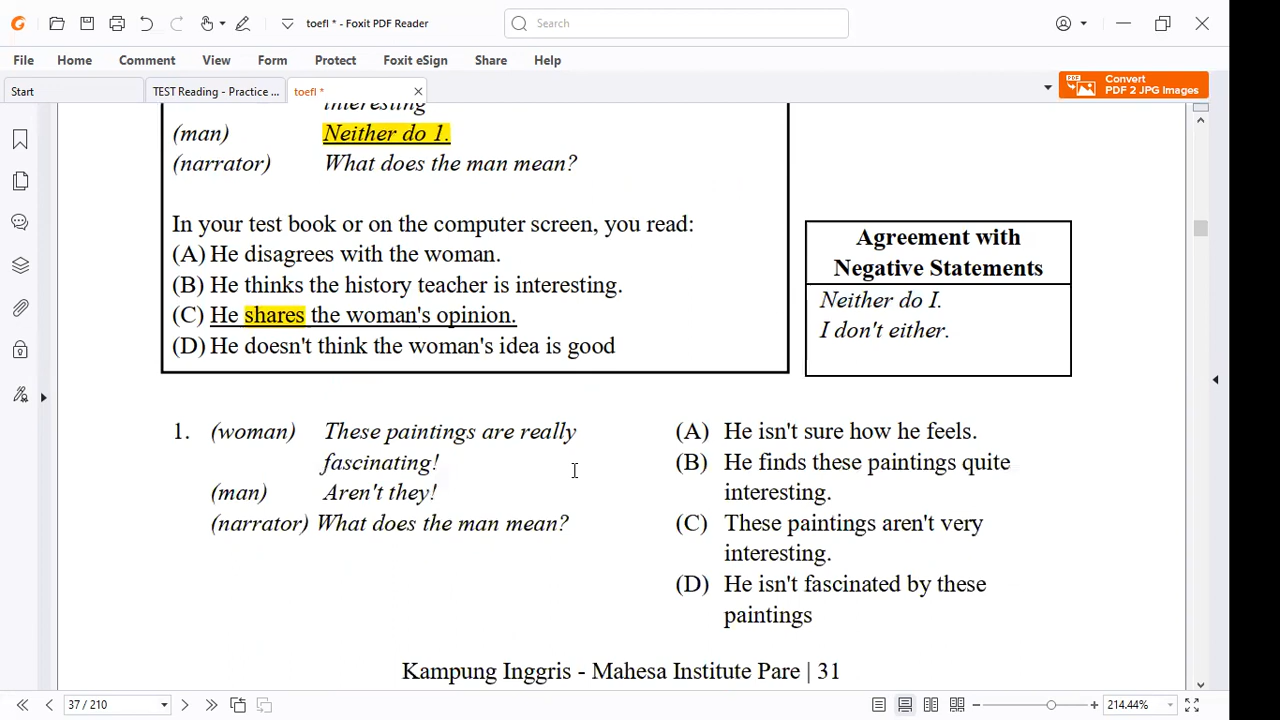 toefl * - Foxit PDF Reader
Search
File Home Comment View Form Protect Foxit eSign Share Help
Start
TEST Reading - Practice ...
toefl *
Convert
PDF 2 JPG Images
interesting
(man) Neither do 1.
(narrator) What does the man mean?
In your test book or on the computer screen, you read:
(A) He disagrees with the woman.
(B) He thinks the history teacher is interesting.
(C) He shares the woman's opinion.
(D) He doesn't think the woman's idea is good
Agreement with
Negative Statements
Neither do I.
I don't either.
1. (woman) These paintings are really
fascinating!
(man) Aren't they!
(narrator) What does the man mean?
(A) He isn't sure how he feels.
(B) He finds these paintings quite
interesting.
(C) These paintings aren't very
interesting.
(D) He isn't fascinated by these
paintings
Kampung Inggris - Mahesa Institute Pare | 31
37 / 210
214.44%